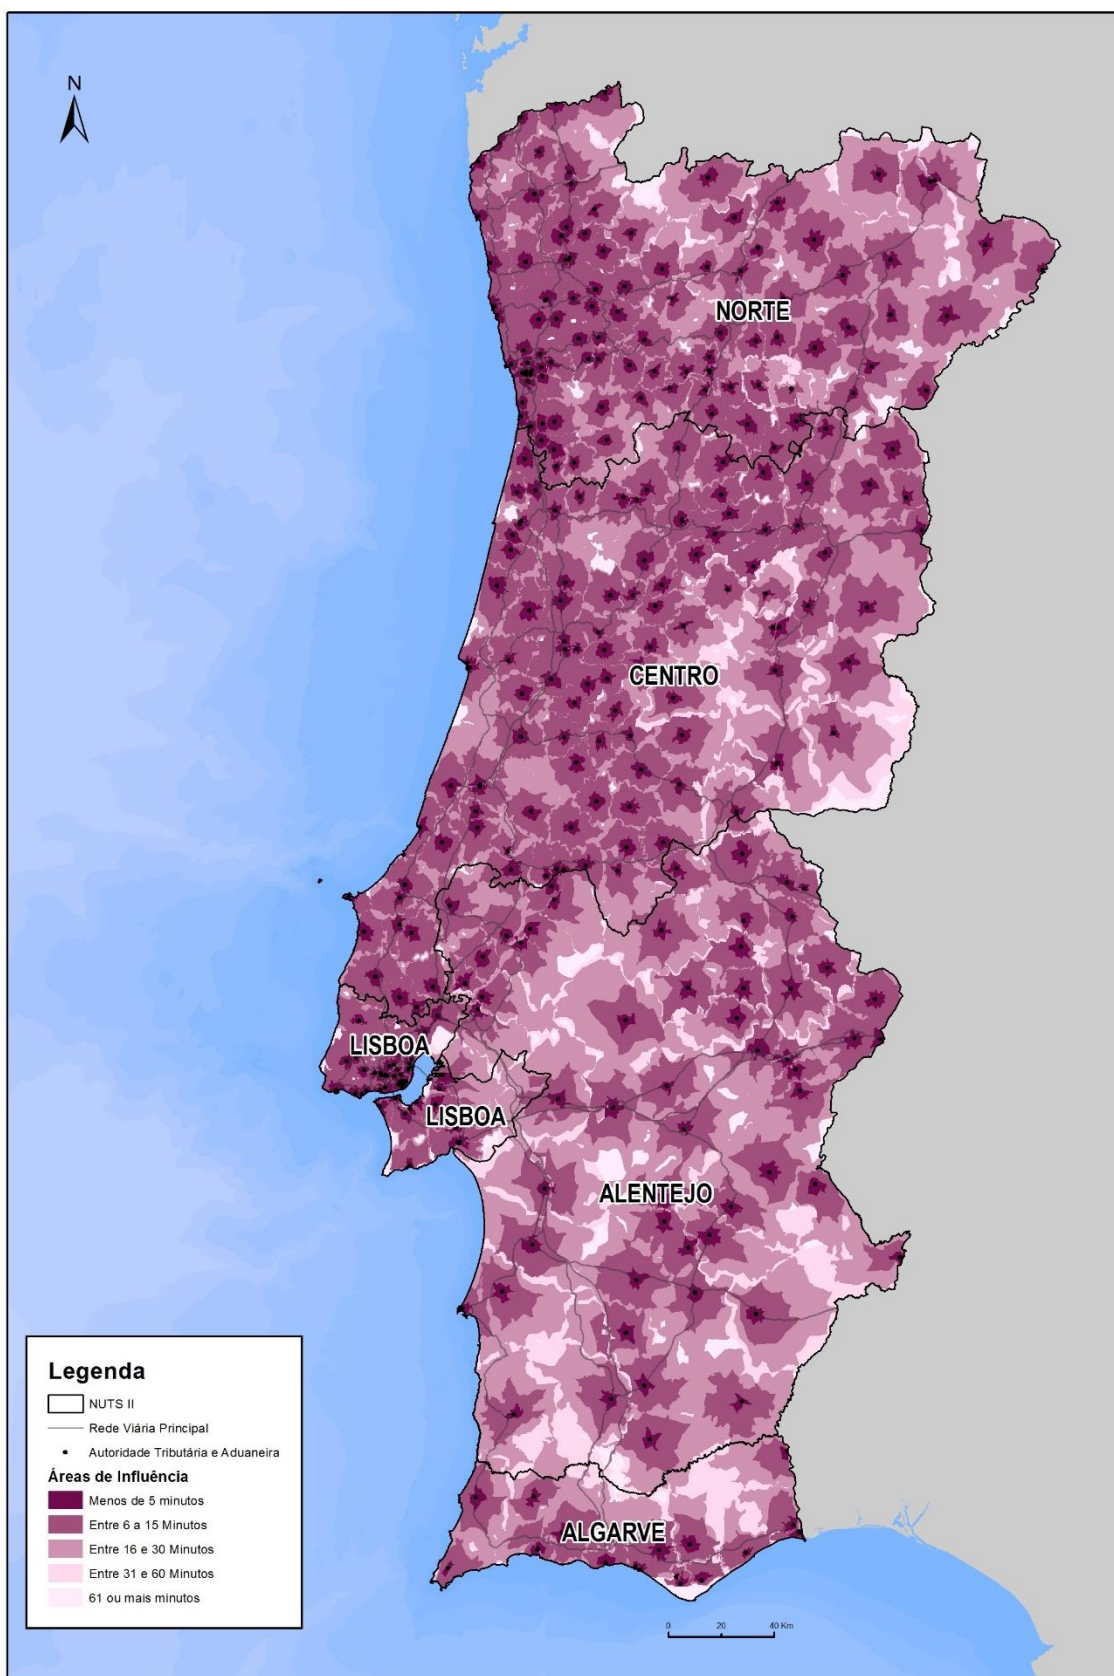 N
NORTE
CENTRO
LISBOA
LISBOA
ALENTEJO
ALGARVE
Legenda
NUTS II
Rede Viária Principal
Autoridade Tributária e Aduaneira
Áreas de Influência
Menos de 5 minutos
Entre 6 a 15 Minutos
Entre 16 e 30 Minutos
Entre 31 e 60 Minutos
61 ou mais minutos
0 20 40 Km